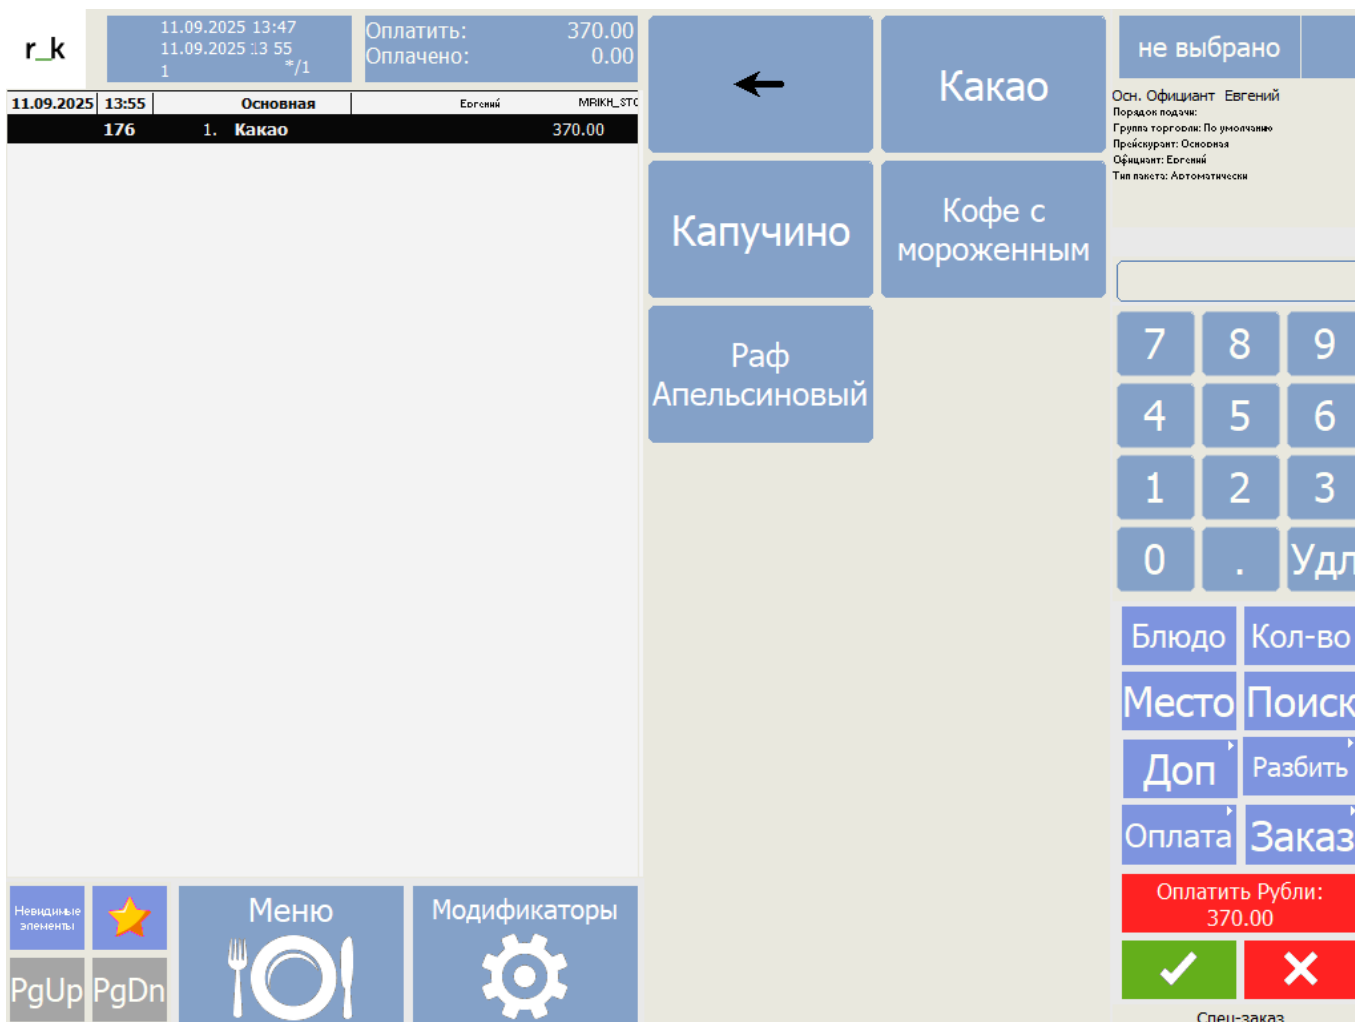 r_k
11.09.2025 13:47
11.09.2025 13 55
1 */1
Оплатить: 370.00
Оплачено: 0.00
11.09.2025 13:55 Основная Евгений MRIKH_STC
176 1. Какао 370.00
Какао
Капучино
Кофе с
мороженным
Раф
Апельсиновый
не выбрано
Осн. Официант Евгений
Порядок подачи:
Группа торговли: По умолчанию
Прейскурант: Основная
Официант: Евгений
Тип пакета: Автоматически
7 8 9
4 5 6
1 2 3
0 . Удл
Блюдо Кол-во
Место Поиск
Доп Разбить
Оплата Заказ
Оплатить Рубли:
370.00
Спец-заказ
Невидимые
элементы
PgUp PgDn
Меню
Модификаторы